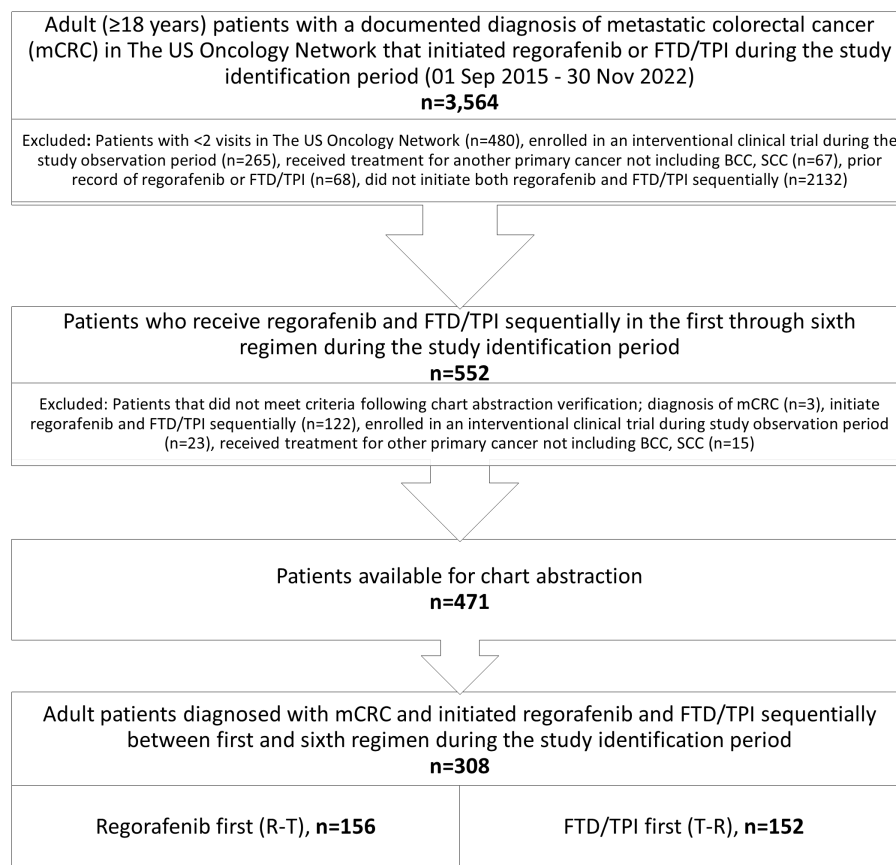 Adult (≥18 years) patients with a documented diagnosis of metastatic colorectal cancer
(mCRC) in The US Oncology Network that initiated regorafenib or FTD/TPI during the study
identification period (01 Sep 2015 - 30 Nov 2022)
n=3,564
Excluded: Patients with <2 visits in The US Oncology Network (n=480), enrolled in an interventional clinical trial during the
study observation period (n=265), received treatment for another primary cancer not including BCC, SCC (n=67), prior
record of regorafenib or FTD/TPI (n=68), did not initiate both regorafenib and FTD/TPI sequentially (n=2132)
Patients who receive regorafenib and FTD/TPI sequentially in the first through sixth
regimen during the study identification period
n=552
Excluded: Patients that did not meet criteria following chart abstraction verification; diagnosis of mCRC (n=3), initiate
regorafenib and FTD/TPI sequentially (n=122), enrolled in an interventional clinical trial during study observation period
(n=23), received treatment for other primary cancer not including BCC, SCC (n=15)
Patients available for chart abstraction
n=471
Adult patients diagnosed with mCRC and initiated regorafenib and FTD/TPI sequentially
between first and sixth regimen during the study identification period
n=308
Regorafenib first (R-T), n=156
FTD/TPI first (T-R), n=152